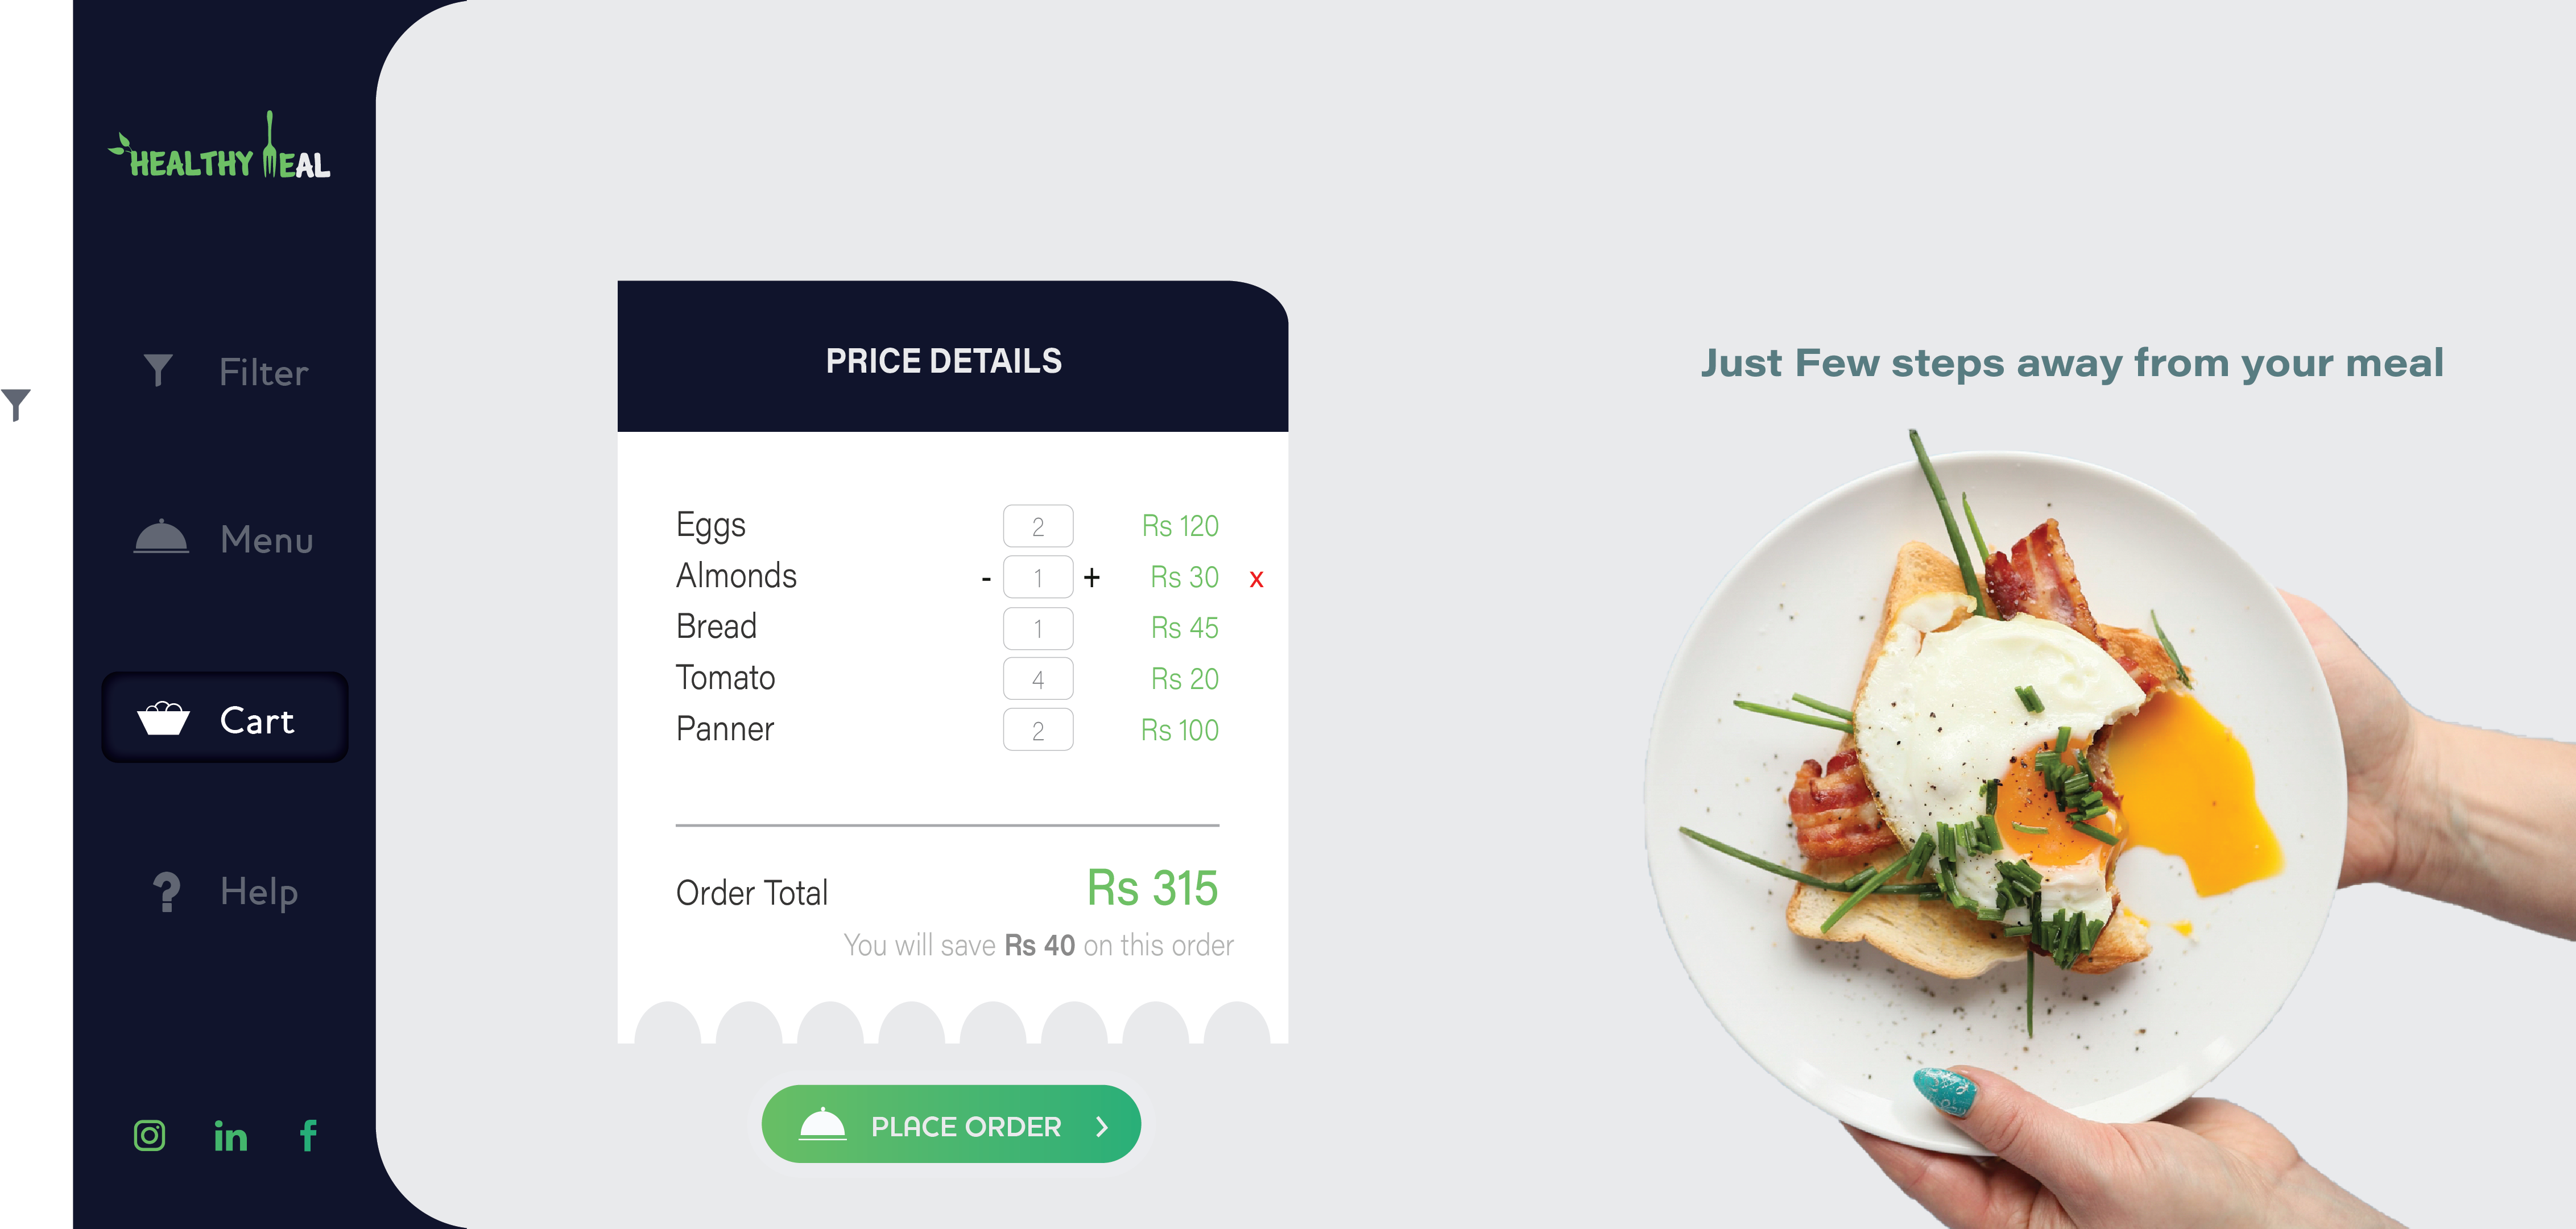 HEALTHY MEAL
Filter
Menu
Cart
Help
PRICE DETAILS
Eggs 2 Rs 120
Almonds - 1 + Rs 30 x
Bread 1 Rs 45
Tomato 4 Rs 20
Panner 2 Rs 100
Order Total Rs 315
You will save Rs 40 on this order
PLACE ORDER >
Just Few steps away from your meal